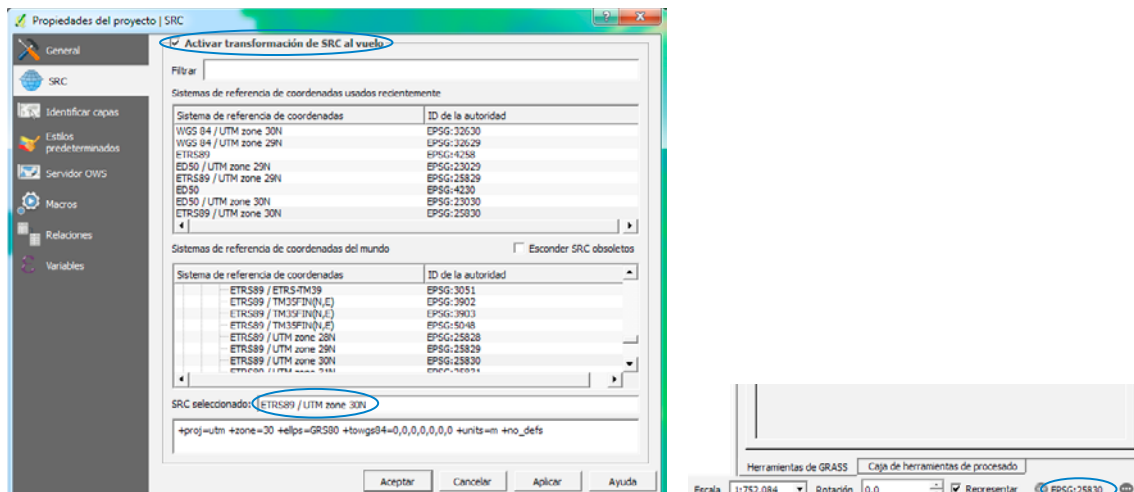 Propiedades del proyecto | SRC
General
SRC
Identificar capas
Estilos
predeterminados
Servidor OWS
Macros
Relaciones
Variables
Activar transformación de SRC al vuelo
Filtrar
Sistemas de referencia de coordenadas usados recientemente
Sistema de referencia de coordenadas ID de la autoridad
WGS 84 / UTM zone 30N EPSG:32630
WGS 84 / UTM zone 29N EPSG:32629
ETRS89 EPSG:4258
ED50 / UTM zone 29N EPSG:23029
ETRS89 / UTM zone 29N EPSG:25829
ED50 EPSG:4230
ED50 / UTM zone 30N EPSG:23030
ETRS89 / UTM zone 30N EPSG:25830
Sistemas de referencia de coordenadas del mundo Esconder SRC obsoletos
Sistema de referencia de coordenadas ID de la autoridad
ETRS89 / ETRS-TM39 EPSG:3051
ETRS89 / TM35FIN(N,E) EPSG:3902
ETRS89 / TM35FIN(N,E) EPSG:3903
ETRS89 / TM35FIN(N,E) EPSG:5048
ETRS89 / UTM zone 28N EPSG:25828
ETRS89 / UTM zone 29N EPSG:25829
ETRS89 / UTM zone 30N EPSG:25830
ETRS89 / UTM zone 31N EPSG:25831
SRC seleccionado: ETRS89 / UTM zone 30N
+proj=utm +zone=30 +ellps=GRS80 +towgs84=0,0,0,0,0,0,0 +units=m +no_defs
Aceptar Cancelar Aplicar Ayuda
Herramientas de GRASS Caja de herramientas de procesado
Escala 1:752.084 Rotación 0,0 Representar EPSG:25830